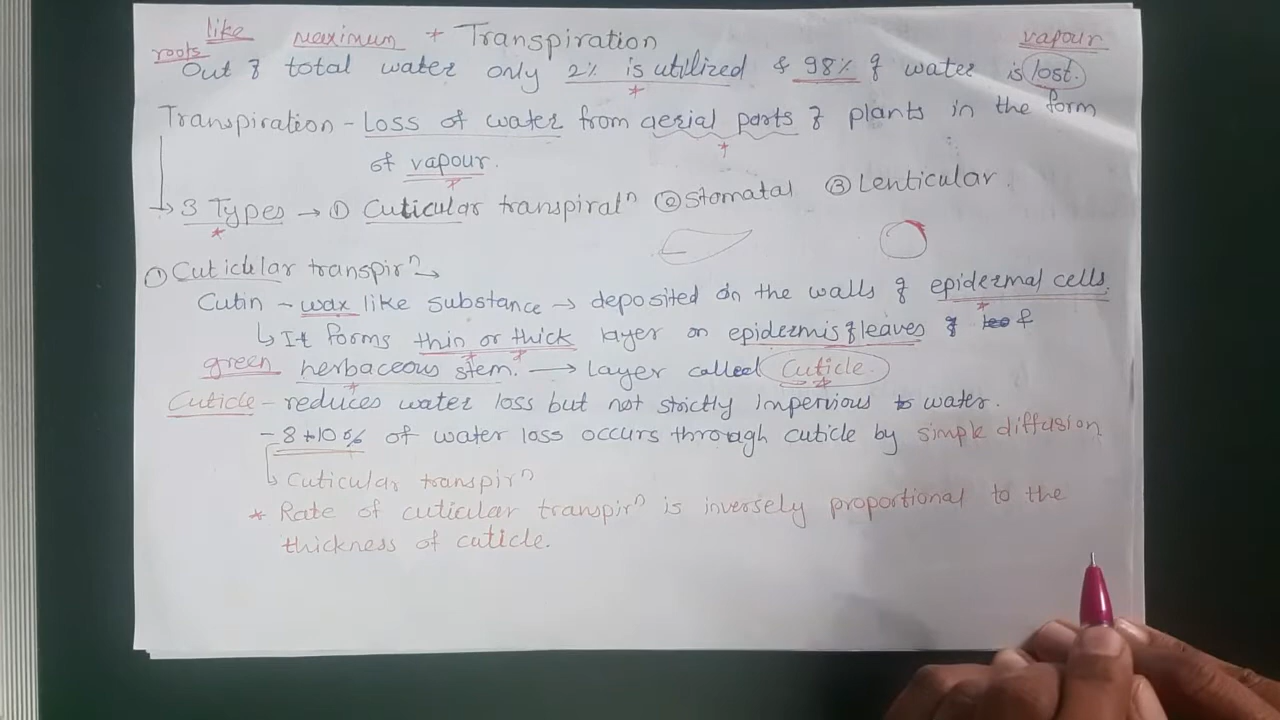 like maximum + Transpiration vapour
roots
Out of total water only 2% is utilized & 98% of water is lost.
Transpiration - Loss of water from aerial parts of plants in the form
of vapour.
→ 3 Types → ① Cuticular transpiratⁿ ② Stomatal ③ Lenticular.
① Cuticular transpirⁿ →
Cutin - wax like substance → deposited on the walls of epidermal cells.
↳ It forms thin or thick layer on epidermis of leaves of &
green herbaceous stem. → layer called Cuticle.
Cuticle - reduces water loss but not strictly impervious to water.
- 8 to 10% of water loss occurs through cuticle by simple diffusion
↳ Cuticular transpirⁿ
* Rate of cuticular transpirⁿ is inversely proportional to the
thickness of cuticle.